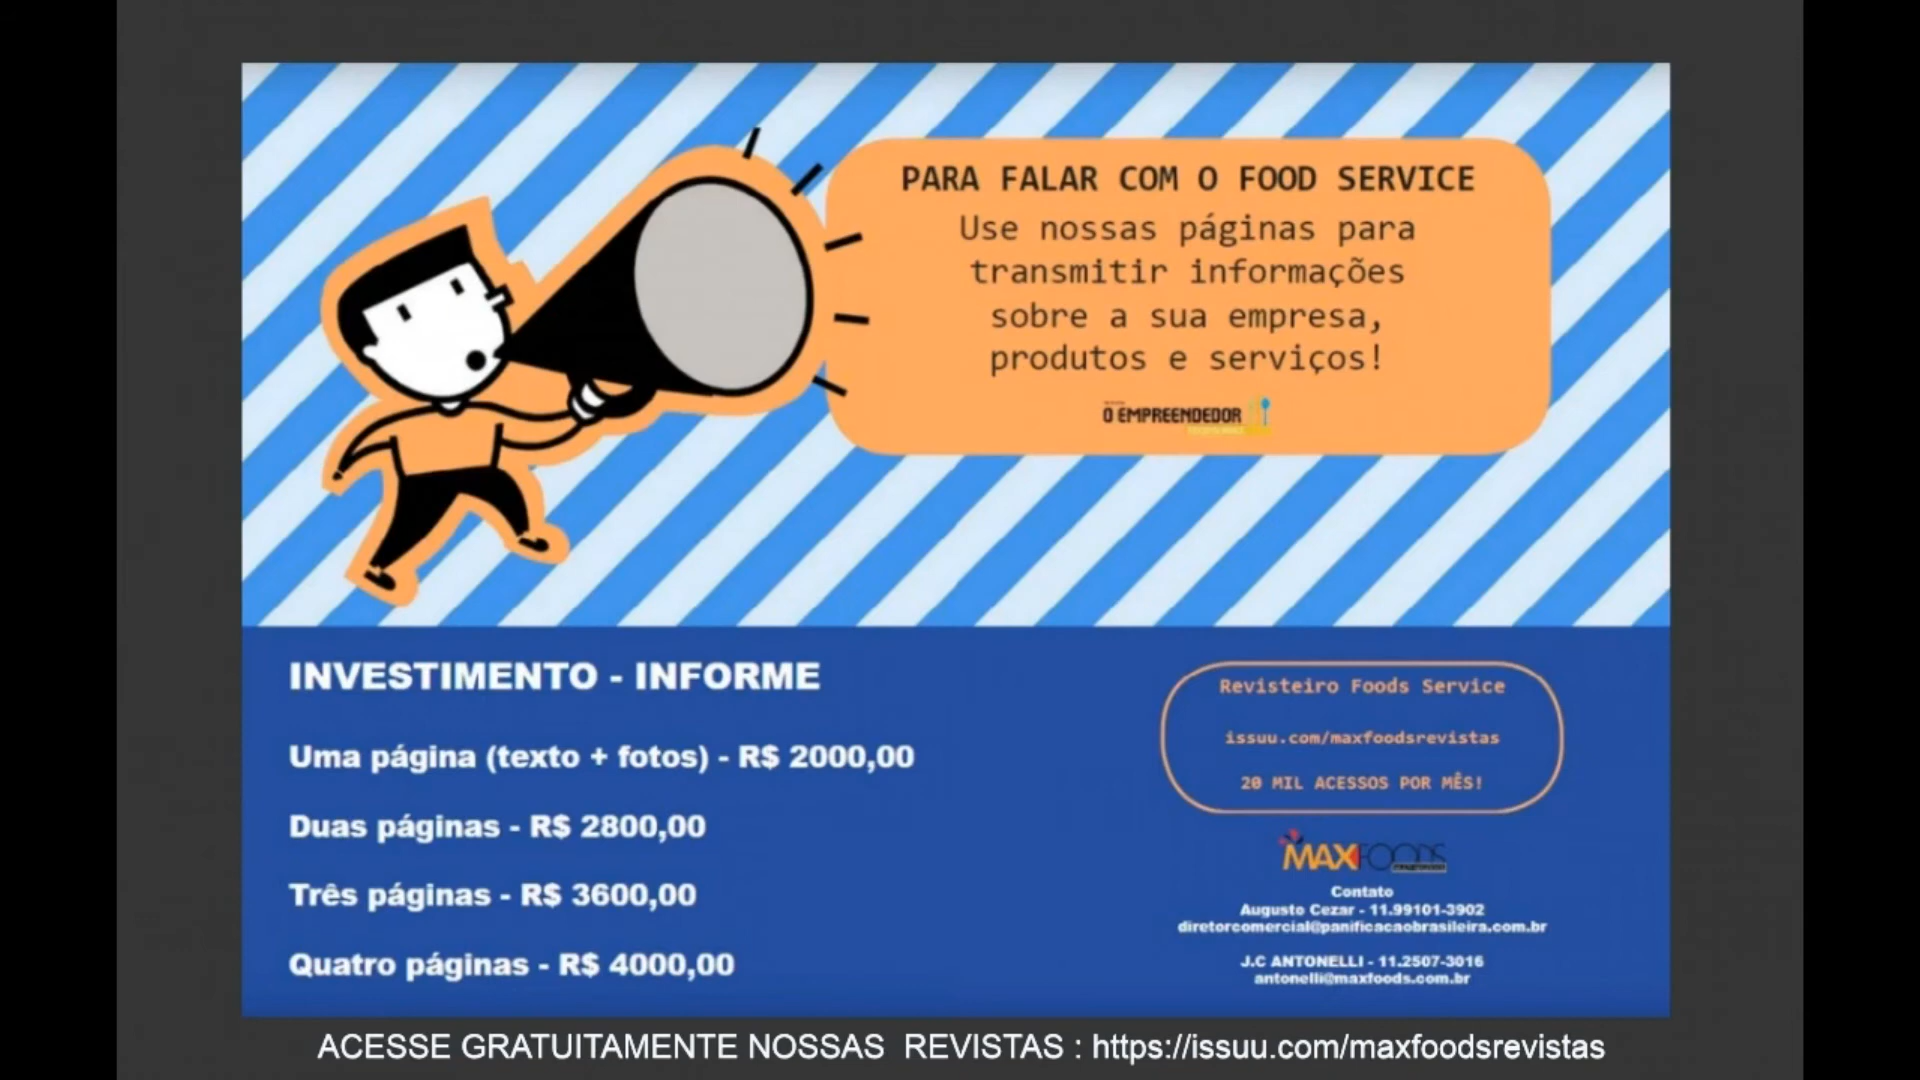 PARA FALAR COM O FOOD SERVICE
Use nossas páginas para
transmitir informações
sobre a sua empresa,
produtos e serviços!
O EMPREENDEDOR
INVESTIMENTO - INFORME
Uma página (texto + fotos) - R$ 2000,00
Duas páginas - R$ 2800,00
Três páginas - R$ 3600,00
Quatro páginas - R$ 4000,00
Revisteiro Foods Service
issuu.com/maxfoodsrevistas
20 MIL ACESSOS POR MÊS!
MAXFOODS
Contato
Augusto Cezar - 11.99101-3902
diretorcomercial@panificacaobrasileira.com.br
J.C ANTONELLI - 11.2507-3016
antonelli@maxfoods.com.br
ACESSE GRATUITAMENTE NOSSAS  REVISTAS : https://issuu.com/maxfoodsrevistas